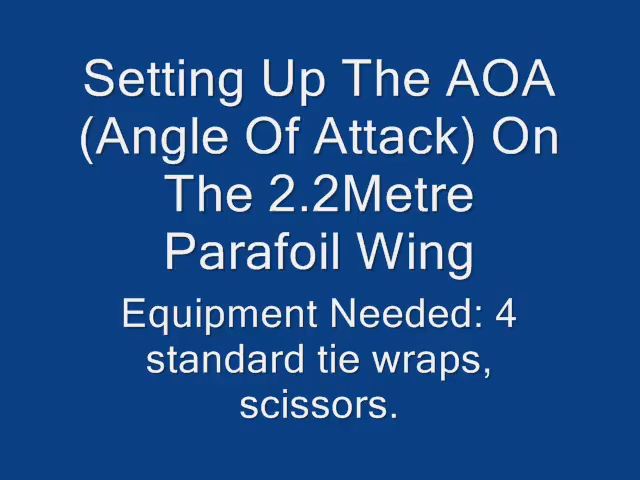 Setting Up The AOA
(Angle Of Attack) On
The 2.2Metre
Parafoil Wing
Equipment Needed: 4
standard tie wraps,
scissors.